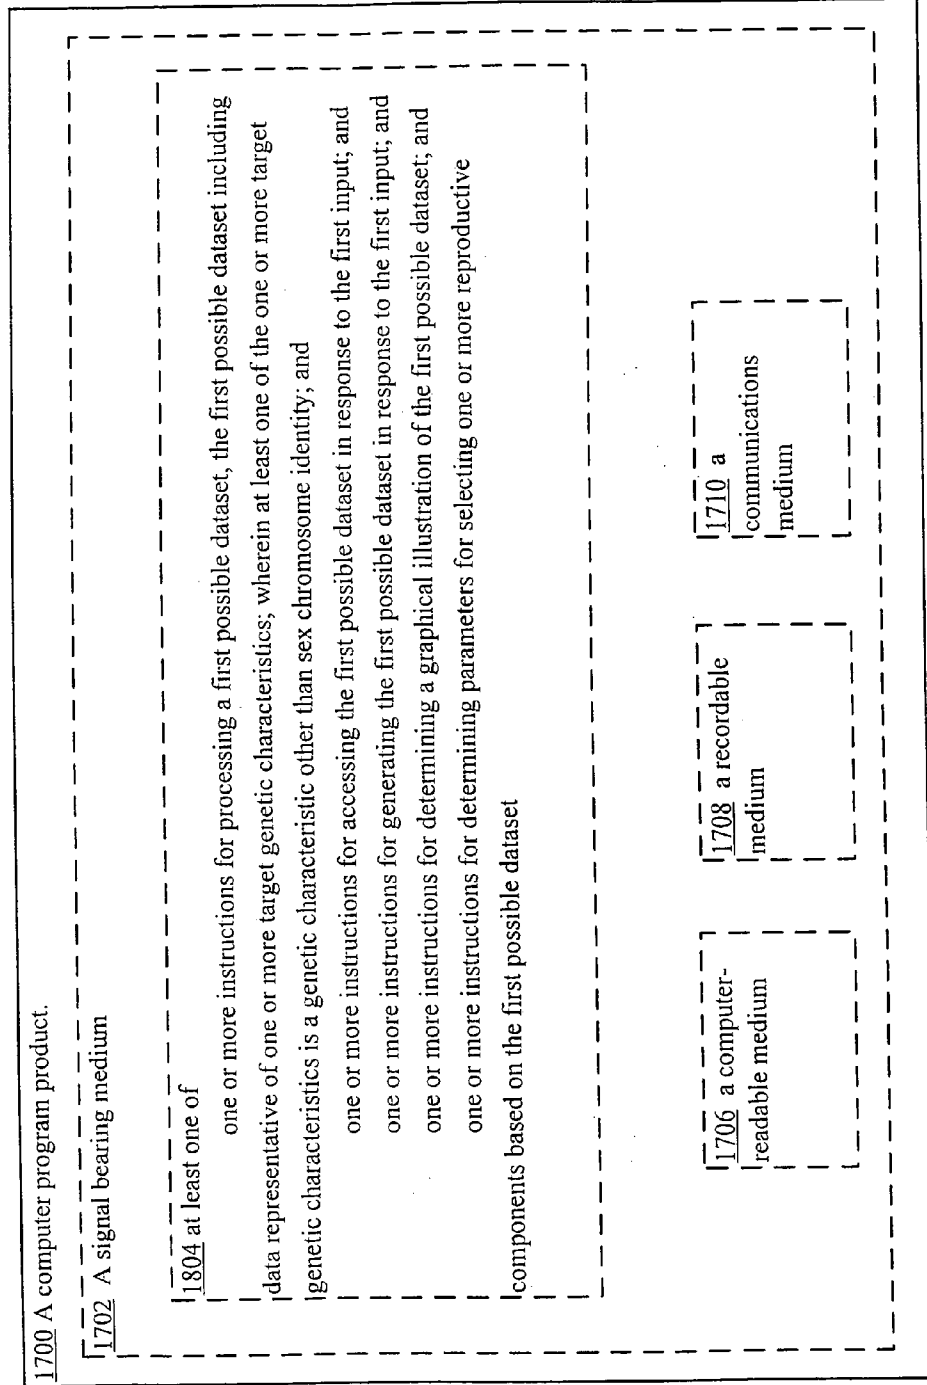 1700 A computer program product.
1702 A signal bearing medium
1804 at least one of
one or more instructions for processing a first possible dataset, the first possible dataset including
data representative of one or more target genetic characteristics; wherein at least one of the one or more target
genetic characteristics is a genetic characteristic other than sex chromosome identity; and
one or more instructions for accessing the first possible dataset in response to the first input; and
one or more instructions for generating the first possible dataset in response to the first input; and
one or more instructions for determining a graphical illustration of the first possible dataset; and
one or more instructions for determining parameters for selecting one or more reproductive
components based on the first possible dataset
1706 a computer-
readable medium
1708 a recordable
medium
1710 a
communications
medium